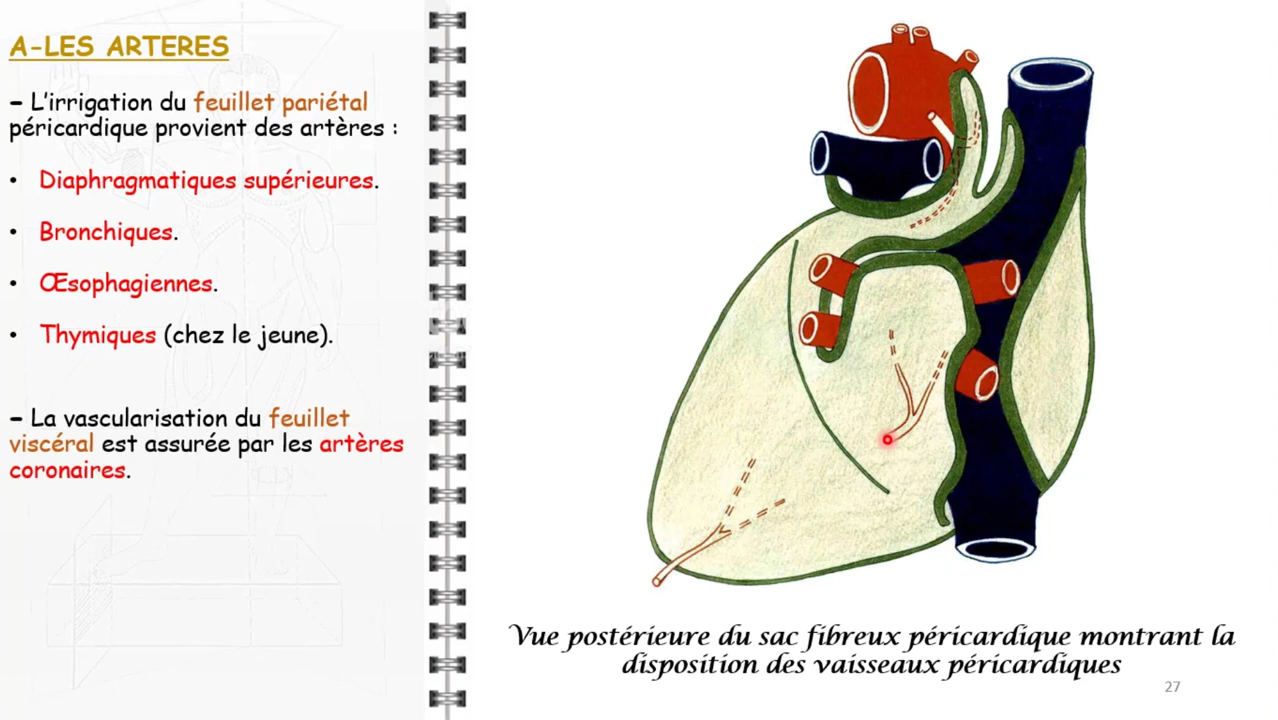 A-LES ARTERES
– L'irrigation du feuillet pariétal
péricardique provient des artères :
• Diaphragmatiques supérieures.
• Bronchiques.
• Œsophagiennes.
• Thymiques (chez le jeune).
– La vascularisation du feuillet
viscéral est assurée par les artères
coronaires.
Vue postérieure du sac fibreux péricardique montrant la
disposition des vaisseaux péricardiques
27